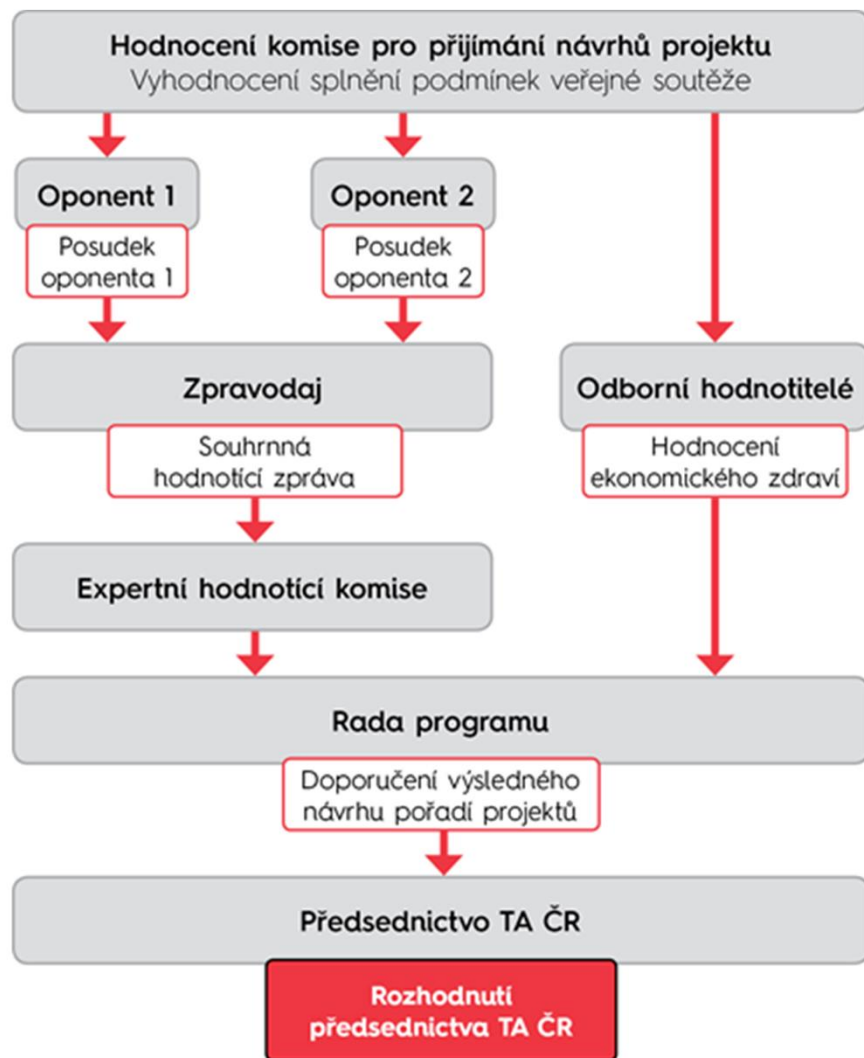 Hodnocení komise pro přijímání návrhů projektu
Vyhodnocení splnění podmínek veřejné soutěže
Oponent 1
Posudek
oponenta 1
Oponent 2
Posudek
oponenta 2
Zpravodaj
Souhrnná
hodnotící zpráva
Odborní hodnotitelé
Hodnocení
ekonomického zdraví
Expertní hodnotící komise
Rada programu
Doporučení výsledného
návrhu pořadí projektů
Předsednictvo TA ČR
Rozhodnutí
předsednictva TA ČR